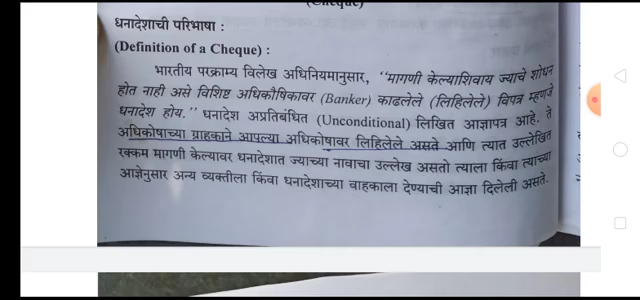 (Cheque)
धनादेशाची परिभाषा :
(Definition of a Cheque) :
भारतीय परक्राम्य विलेख अधिनियमानुसार, “मागणी केल्याशिवाय ज्याचे शोधन
होत नाही असे विशिष्ट अधिकौषिकावर (Banker) काढलेले (लिहिलेले) विपत्र म्हणजे
धनादेश होय.” धनादेश अप्रतिबंधित (Unconditional) लिखित आज्ञापत्र आहे. ते
अधिकोषाच्या ग्राहकाने आपल्या अधिकोषावर लिहिलेले असते आणि त्यात उल्लेखित
रक्कम मागणी केल्यावर धनादेशात ज्याच्या नावाचा उल्लेख असतो त्याला किंवा त्याच्या
आज्ञेनुसार अन्य व्यक्तीला किंवा धनादेशाच्या वाहकाला देण्याची आज्ञा दिलेली असते.